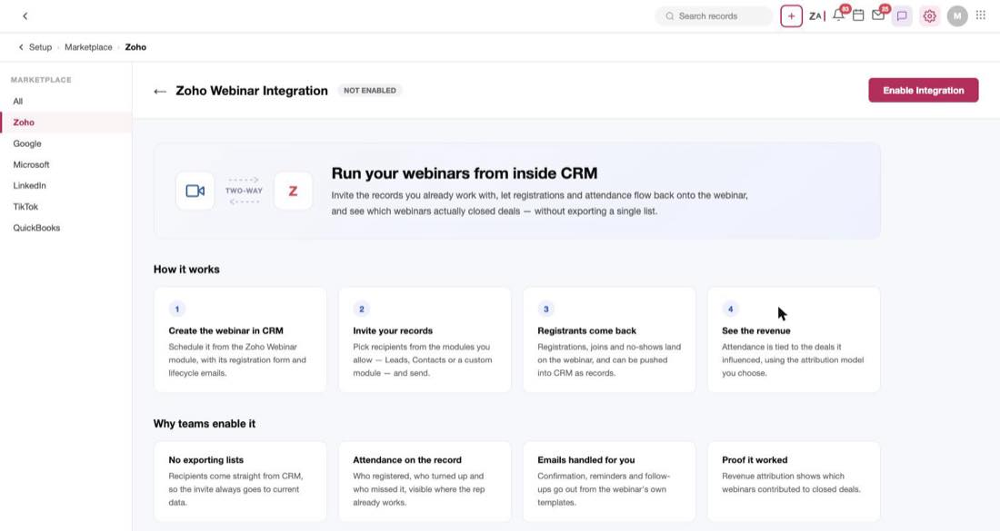 Search records
+
ZA
83
25
M
Setup
Marketplace
Zoho
MARKETPLACE
All
Zoho
Google
Microsoft
LinkedIn
TikTok
QuickBooks
Zoho Webinar Integration
NOT ENABLED
Enable Integration
TWO-WAY
Z
Run your webinars from inside CRM
Invite the records you already work with, let registrations and attendance flow back onto the webinar,
and see which webinars actually closed deals — without exporting a single list.
How it works
1
Create the webinar in CRM
Schedule it from the Zoho Webinar
module, with its registration form and
lifecycle emails.
2
Invite your records
Pick recipients from the modules you
allow — Leads, Contacts or a custom
module — and send.
3
Registrants come back
Registrations, joins and no-shows land
on the webinar, and can be pushed
into CRM as records.
4
See the revenue
Attendance is tied to the deals it
influenced, using the attribution model
you choose.
Why teams enable it
No exporting lists
Recipients come straight from CRM,
so the invite always goes to current
data.
Attendance on the record
Who registered, who turned up and
who missed it, visible where the rep
already works.
Emails handled for you
Confirmation, reminders and follow-
ups go out from the webinar's own
templates.
Proof it worked
Revenue attribution shows which
webinars contributed to closed deals.